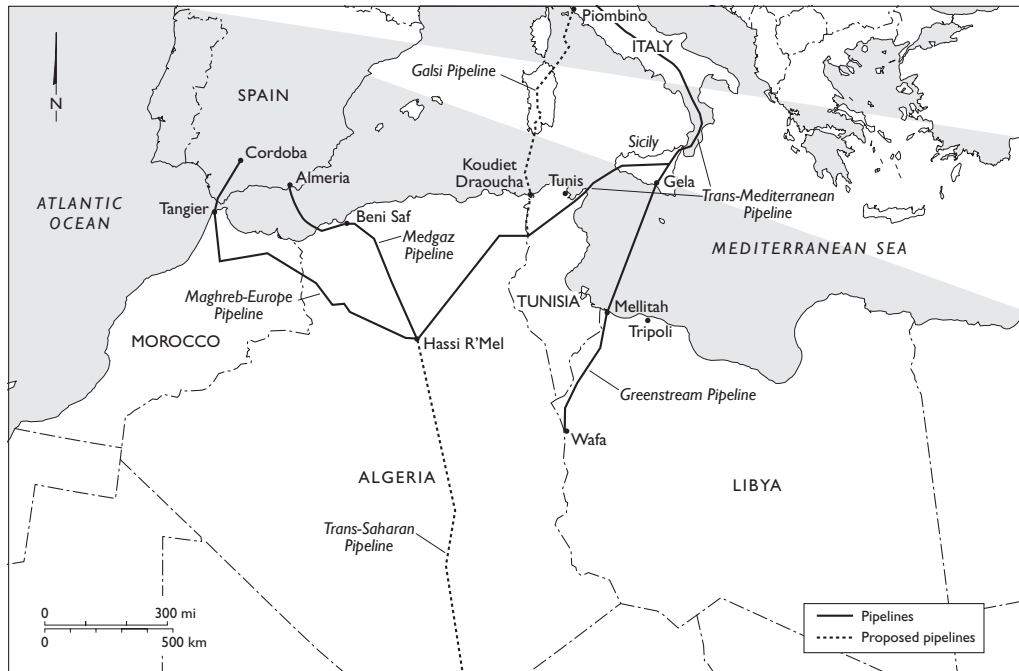 Piombino
ITALY
Galsi Pipeline
N
SPAIN
Cordoba
Sicily
Koudiet
Draoucha
Tunis
Almeria
Gela
Trans-Mediterranean
Pipeline
ATLANTIC
OCEAN
Tangier
Beni Saf
Medgaz
Pipeline
MEDITERRANEAN SEA
Maghreb-Europe
Pipeline
TUNISIA
Mellitah
Tripoli
MOROCCO
Hassi R'Mel
Greenstream Pipeline
Wafa
ALGERIA
LIBYA
Trans-Saharan
Pipeline
0 300 mi
0 500 km
Pipelines
Proposed pipelines